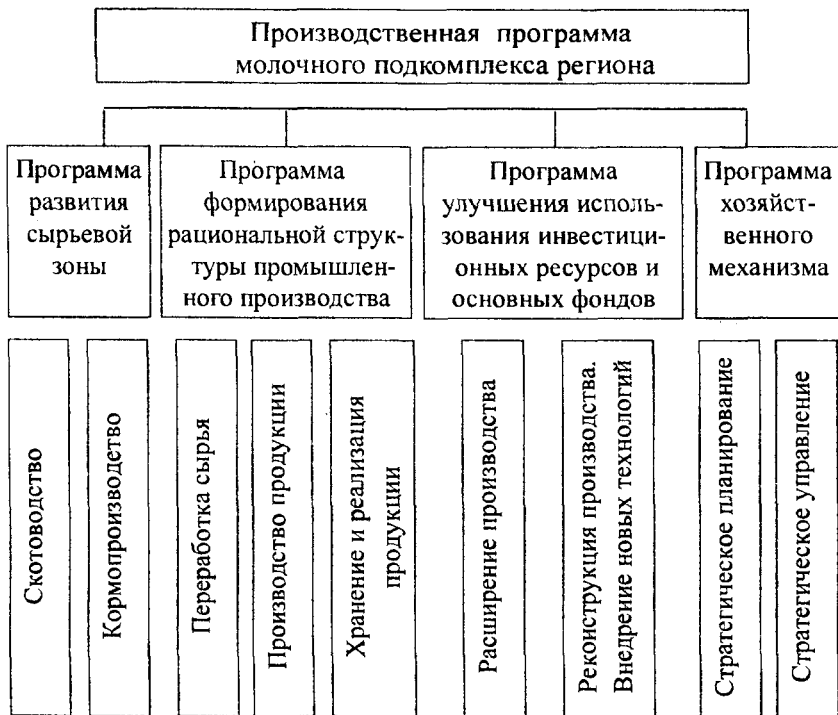 Производственная программа
молочного подкомплекса региона
Программа
развития
сырьевой
зоны
Программа
формирования
рациональной струк-
туры промышлен-
ного производства
Программа
улучшения исполь-
зования инвестици-
онных ресурсов и
основных фондов
Программа
хозяйст-
венного
механизма
Скотоводство
Кормопроизводетво
Переработка сырья
Производство продукции
Хранение и реализация
продукции
Расширение производства
Реконструкция производства.
Внедрение новых технологий
Стратегическое планирование
Стратегическое управление